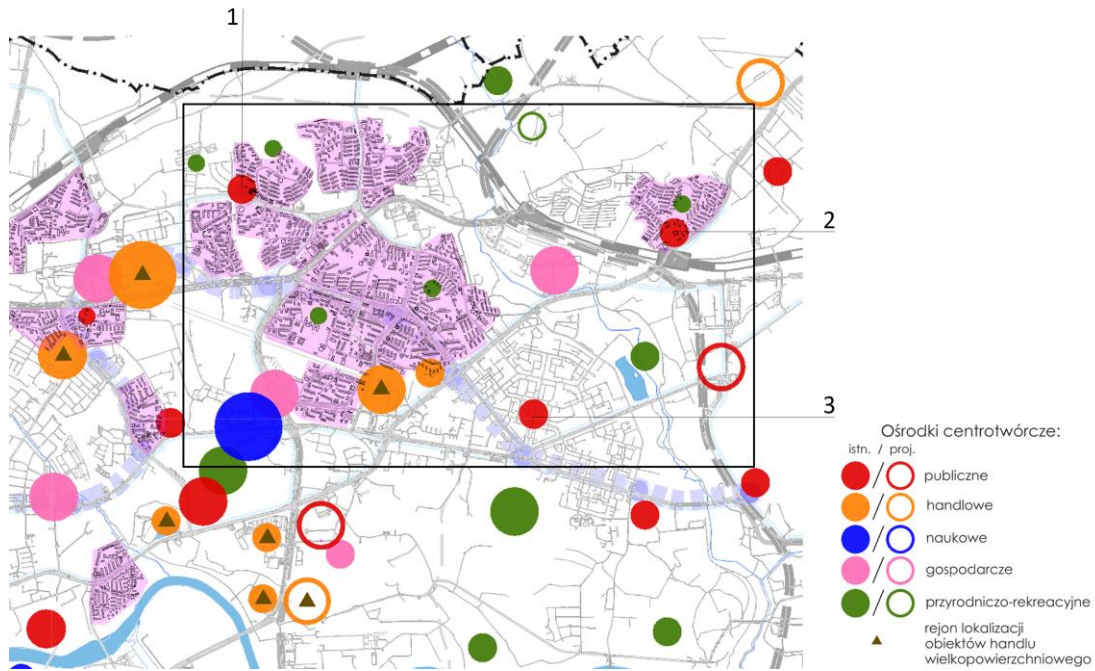 1
2
3
Ośrodki centrotwórcze:
istn. / proj.
/ publiczne
/ handlowe
/ naukowe
/ gospodarcze
/ przyrodniczo-rekreacyjne
rejon lokalizacji
obiektów handlu
wielkopowierzchniowego